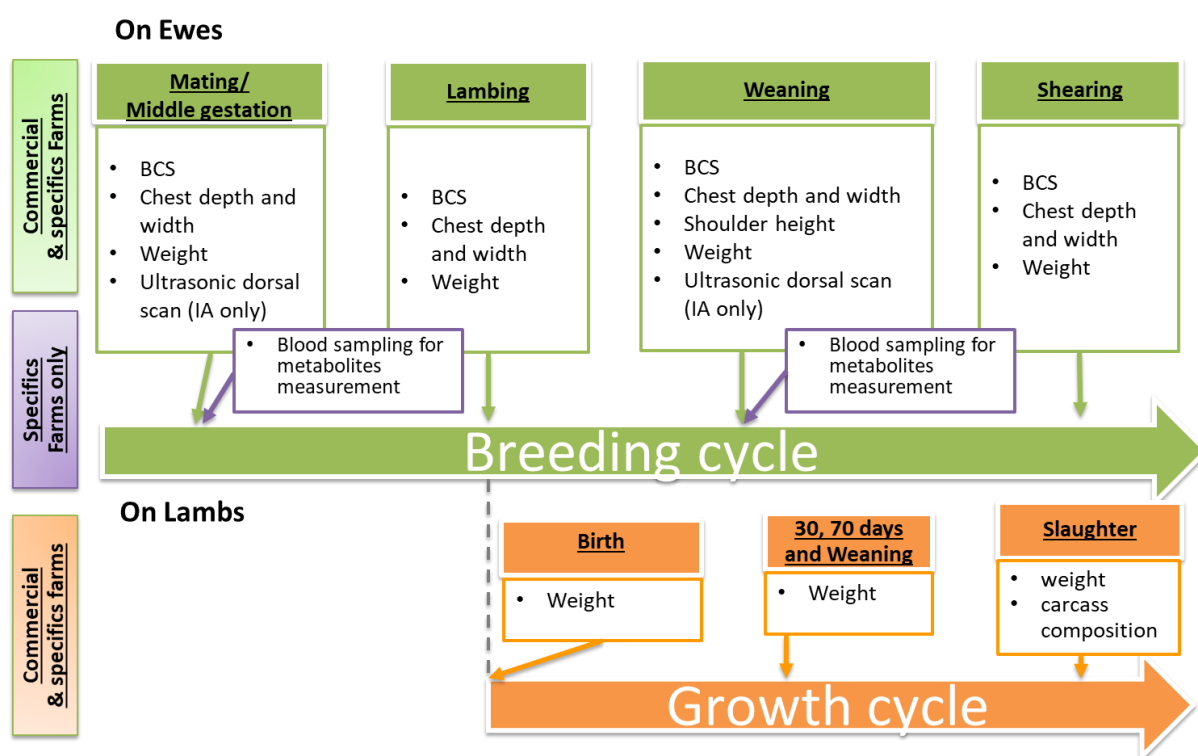 On Ewes
Commercial
& specifics Farms
Mating/
Middle gestation
• BCS
• Chest depth and
width
• Weight
• Ultrasonic dorsal
scan (IA only)
Lambing
• BCS
• Chest depth
and width
• Weight
Weaning
• BCS
• Chest depth and width
• Shoulder height
• Weight
• Ultrasonic dorsal scan
(IA only)
Shearing
• BCS
• Chest depth
and width
• Weight
Specifics
Farms only
• Blood sampling for
metabolites
measurement
• Blood sampling for
metabolites
measurement
Breeding cycle
On Lambs
Commercial
& specifics farms
Birth
• Weight
30, 70 days
and Weaning
• Weight
Slaughter
• weight
• carcass
composition
Growth cycle